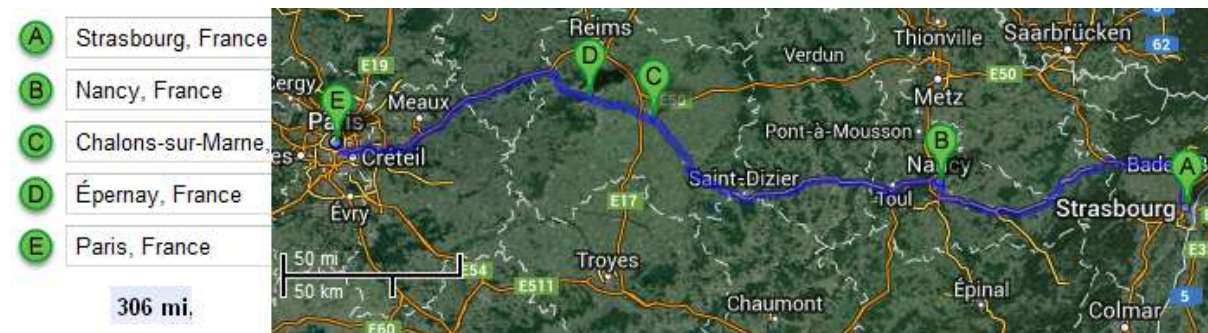 A Strasbourg, France
B Nancy, France
C Chalons-sur-Marne,
D Épernay, France
E Paris, France
306 mi,
Reims
Thionville
Saarbrücken
62
Verdun
E19
D
Meaux
C
E50
E50
Metz
E
Paris
Créteil
Pont-à-Mousson
B
Nancy
A
Saint-Dizier
Toul
Strasbourg
Évry
E17
50 mi
50 km
E54
Troyes
E511
Épinal
5
Chaumont
Colmar
E60